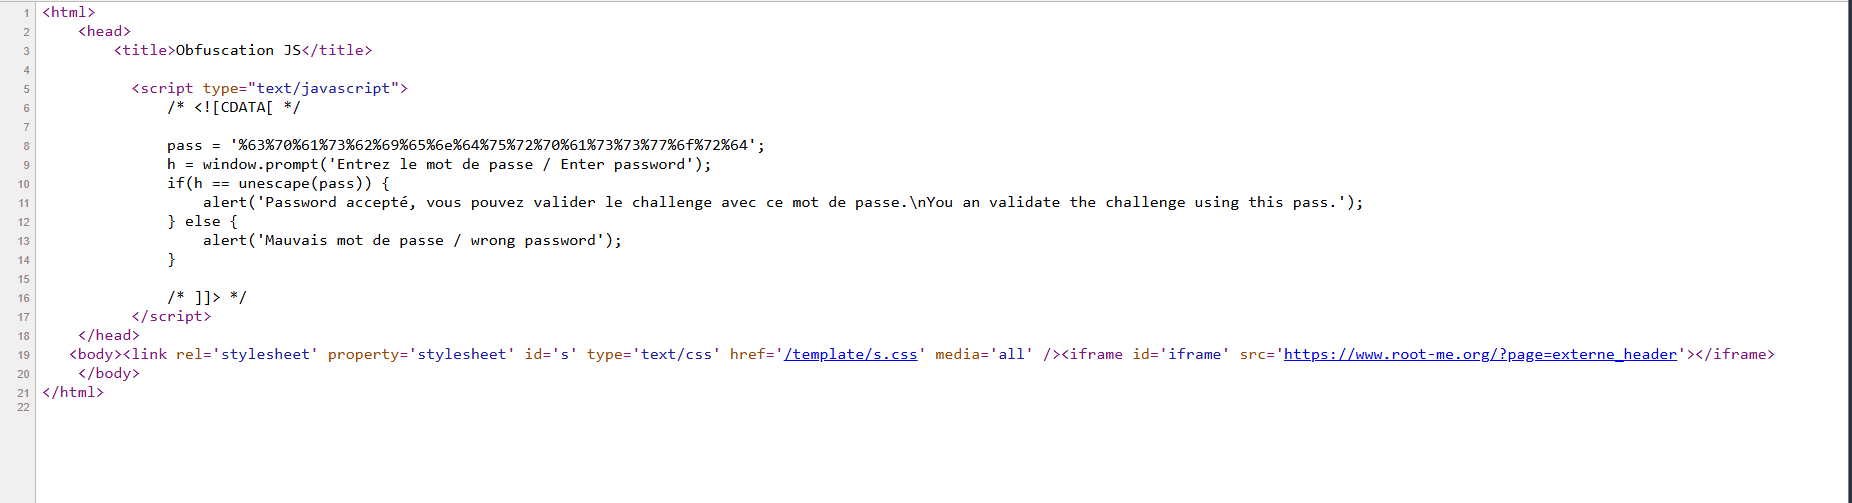 1 <html>
2 <head>
3 <title>Obfuscation JS</title>
4
5 <script type="text/javascript">
6 /* <![CDATA[ */
7
8 pass = '%63%70%61%73%62%69%65%6e%64%75%72%70%61%73%73%77%6f%72%64';
9 h = window.prompt('Entrez le mot de passe / Enter password');
10 if(h == unescape(pass)) {
11 alert('Password accepté, vous pouvez valider le challenge avec ce mot de passe.\nYou an validate the challenge using this pass.');
12 } else {
13 alert('Mauvais mot de passe / wrong password');
14 }
15
16 /* ]]> */
17 </script>
18 </head>
19 <body><link rel='stylesheet' property='stylesheet' id='s' type='text/css' href='/template/s.css' media='all' /><iframe id='iframe' src='https://www.root-me.org/?page=externe_header'></iframe>
20 </body>
21 </html>
22